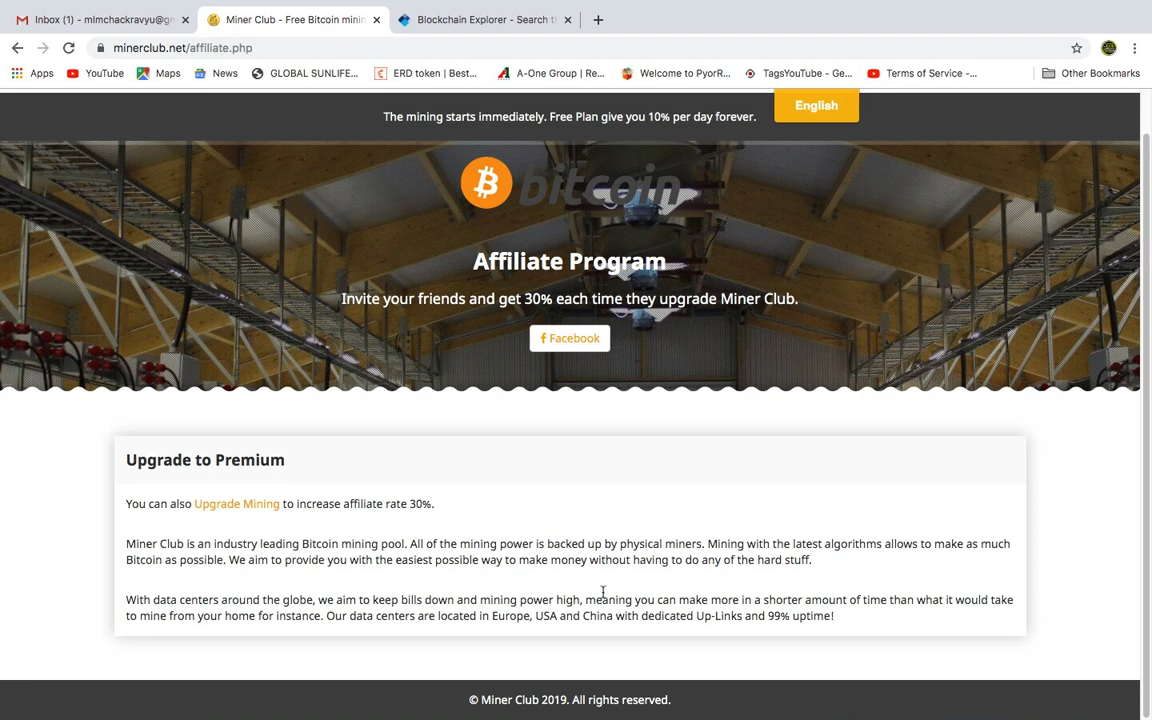 Inbox (1) - mlmchackravyu@gm
Miner Club - Free Bitcoin minin
Blockchain Explorer - Search t
minerclub.net/affiliate.php
Apps
YouTube
Maps
News
GLOBAL SUNLIFE...
ERD token | Best...
A-One Group | Re...
Welcome to PyorR...
TagsYouTube - Ge...
Terms of Service -...
Other Bookmarks
The mining starts immediately. Free Plan give you 10% per day forever.
English
bitcoin
Affiliate Program
Invite your friends and get 30% each time they upgrade Miner Club.
Facebook
Upgrade to Premium
You can also Upgrade Mining to increase affiliate rate 30%.
Miner Club is an industry leading Bitcoin mining pool. All of the mining power is backed up by physical miners. Mining with the latest algorithms allows to make as much
Bitcoin as possible. We aim to provide you with the easiest possible way to make money without having to do any of the hard stuff.
With data centers around the globe, we aim to keep bills down and mining power high, meaning you can make more in a shorter amount of time than what it would take
to mine from your home for instance. Our data centers are located in Europe, USA and China with dedicated Up-Links and 99% uptime!
© Miner Club 2019. All rights reserved.